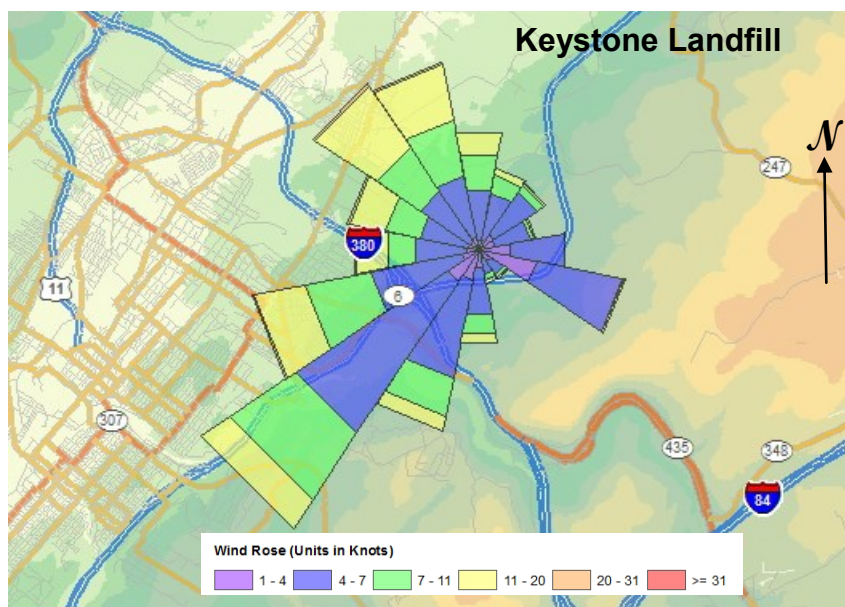 Keystone Landfill
N
247
380
11
6
307
435
348
84
Wind Rose (Units in Knots)
1 - 4 4 - 7 7 - 11 11 - 20 20 - 31 >= 31